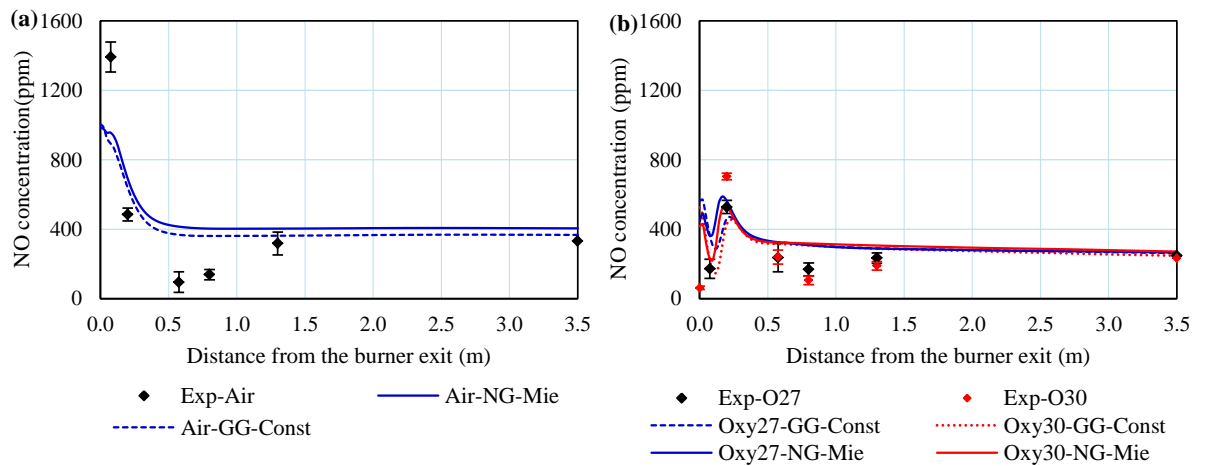 (a)
1600
1200
800
400
0
NO concentration(ppm)
0.0 0.5 1.0 1.5 2.0 2.5 3.0 3.5
Distance from the burner exit (m)
Exp-Air Air-NG-Mie
Air-GG-Const
(b)
1600
1200
800
400
0
NO concentration (ppm)
0.0 0.5 1.0 1.5 2.0 2.5 3.0 3.5
Distance from the burner exit (m)
Exp-O27 Exp-O30
Oxy27-GG-Const Oxy30-GG-Const
Oxy27-NG-Mie Oxy30-NG-Mie